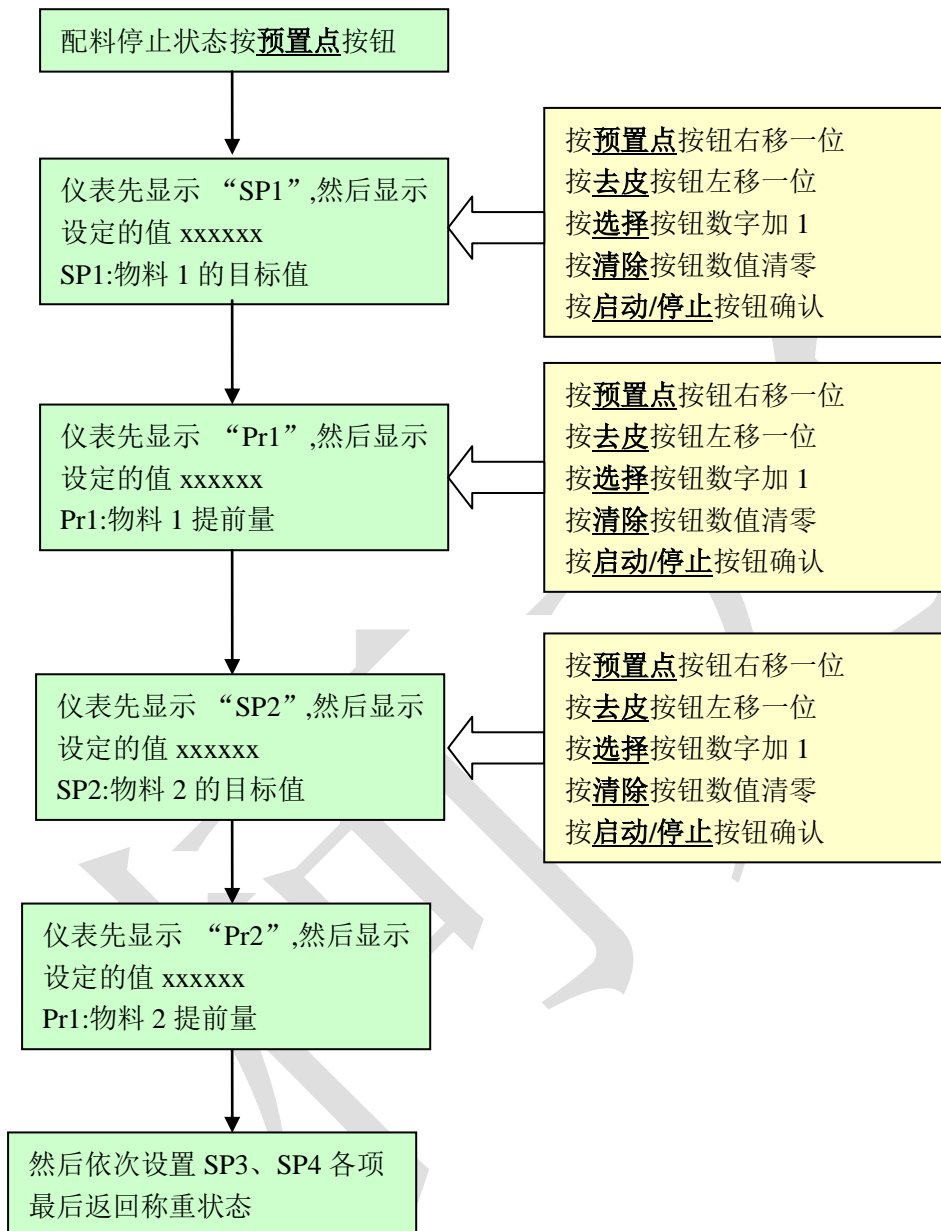 配料停止状态按预置点按钮
仪表先显示 “SP1”,然后显示
设定的值 xxxxxx
SP1:物料 1 的目标值
按预置点按钮右移一位
按去皮按钮左移一位
按选择按钮数字加 1
按清除按钮数值清零
按启动/停止按钮确认
仪表先显示 “Pr1”,然后显示
设定的值 xxxxxx
Pr1:物料 1 提前量
按预置点按钮右移一位
按去皮按钮左移一位
按选择按钮数字加 1
按清除按钮数值清零
按启动/停止按钮确认
仪表先显示 “SP2”,然后显示
设定的值 xxxxxx
SP2:物料 2 的目标值
按预置点按钮右移一位
按去皮按钮左移一位
按选择按钮数字加 1
按清除按钮数值清零
按启动/停止按钮确认
仪表先显示 “Pr2”,然后显示
设定的值 xxxxxx
Pr1:物料 2 提前量
然后依次设置 SP3、SP4 各项
最后返回称重状态